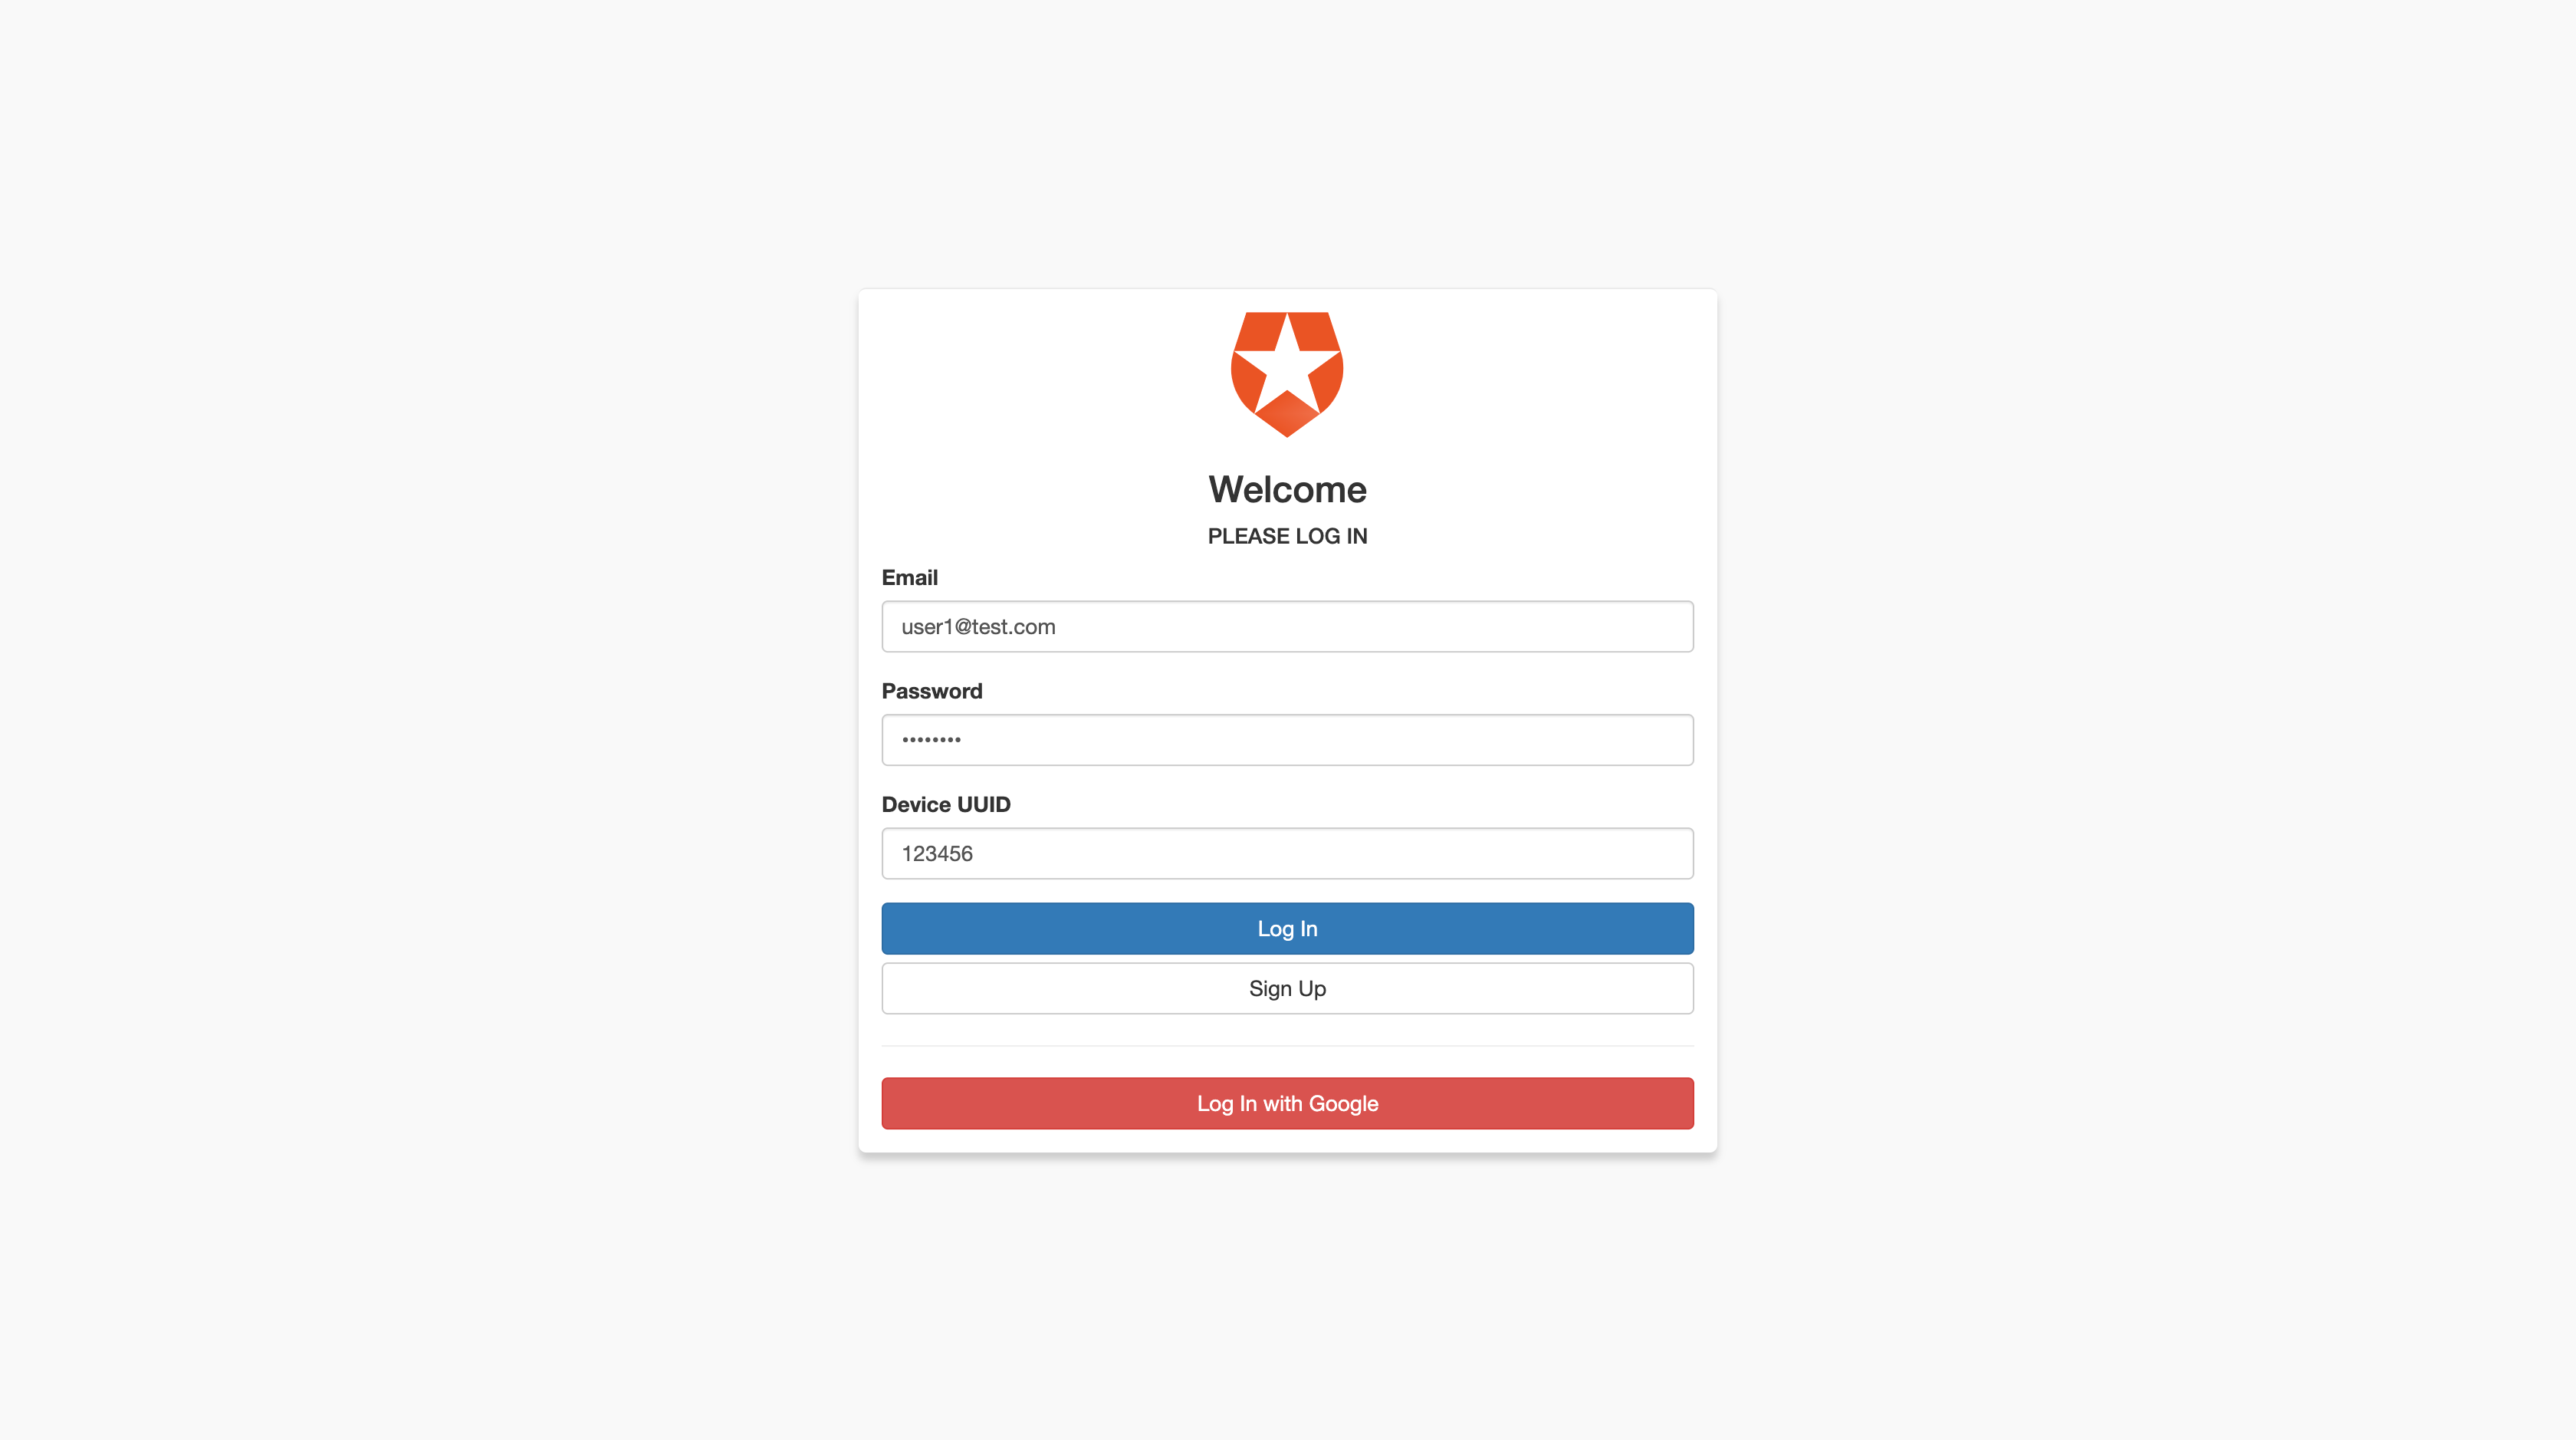 Welcome
PLEASE LOG IN
Email
user1@test.com
Password
••••••••
Device UUID
123456
Log In
Sign Up
Log In with Google